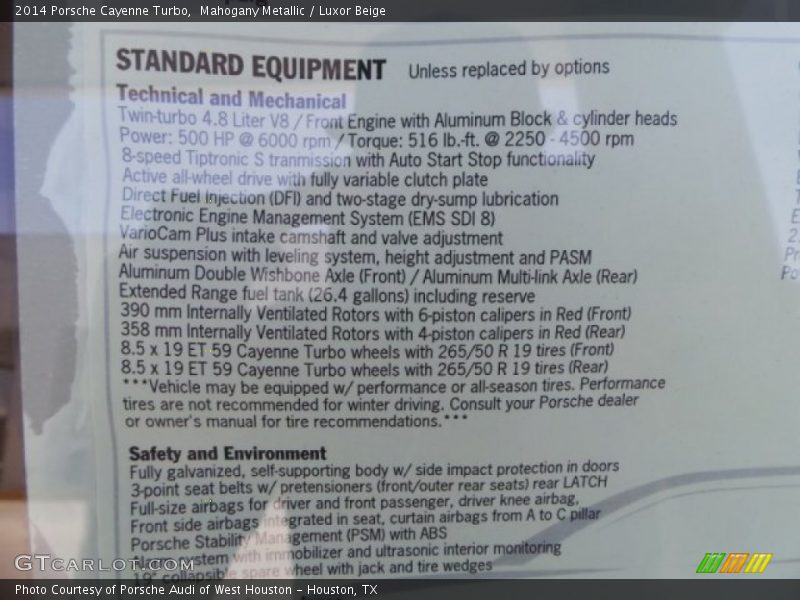 2014 Porsche Cayenne Turbo,  Mahogany Metallic / Luxor Beige
STANDARD EQUIPMENT Unless replaced by options
Technical and Mechanical
Twin-turbo 4.8 Liter V8 / Front Engine with Aluminum Block & cylinder heads
Power: 500 HP @ 6000 rpm / Torque: 516 lb.-ft. @ 2250 - 4500 rpm
8-speed Tiptronic S tranmission with Auto Start Stop functionality
Active all-wheel drive with fully variable clutch plate
Direct Fuel Injection (DFI) and two-stage dry-sump lubrication
Electronic Engine Management System (EMS SDI 8)
VarioCam Plus intake camshaft and valve adjustment
Air suspension with leveling system, height adjustment and PASM
Aluminum Double Wishbone Axle (Front) / Aluminum Multi-link Axle (Rear)
Extended Range fuel tank (26.4 gallons) including reserve
390 mm Internally Ventilated Rotors with 6-piston calipers in Red (Front)
358 mm Internally Ventilated Rotors with 4-piston calipers in Red (Rear)
8.5 x 19 ET 59 Cayenne Turbo wheels with 265/50 R 19 tires (Front)
8.5 x 19 ET 59 Cayenne Turbo wheels with 265/50 R 19 tires (Rear)
***Vehicle may be equipped w/ performance or all-season tires. Performance
tires are not recommended for winter driving. Consult your Porsche dealer
or owner's manual for tire recommendations.***
Safety and Environment
Fully galvanized, self-supporting body w/ side impact protection in doors
3-point seat belts w/ pretensioners (front/outer rear seats) rear LATCH
Full-size airbags for driver and front passenger, driver knee airbag,
Front side airbags integrated in seat, curtain airbags from A to C pillar
Porsche Stability Management (PSM) with ABS
Alarm system with immobilizer and ultrasonic interior monitoring
19" collapsible spare wheel with jack and tire wedges
GTcarlot.com
Photo Courtesy of Porsche Audi of West Houston - Houston, TX